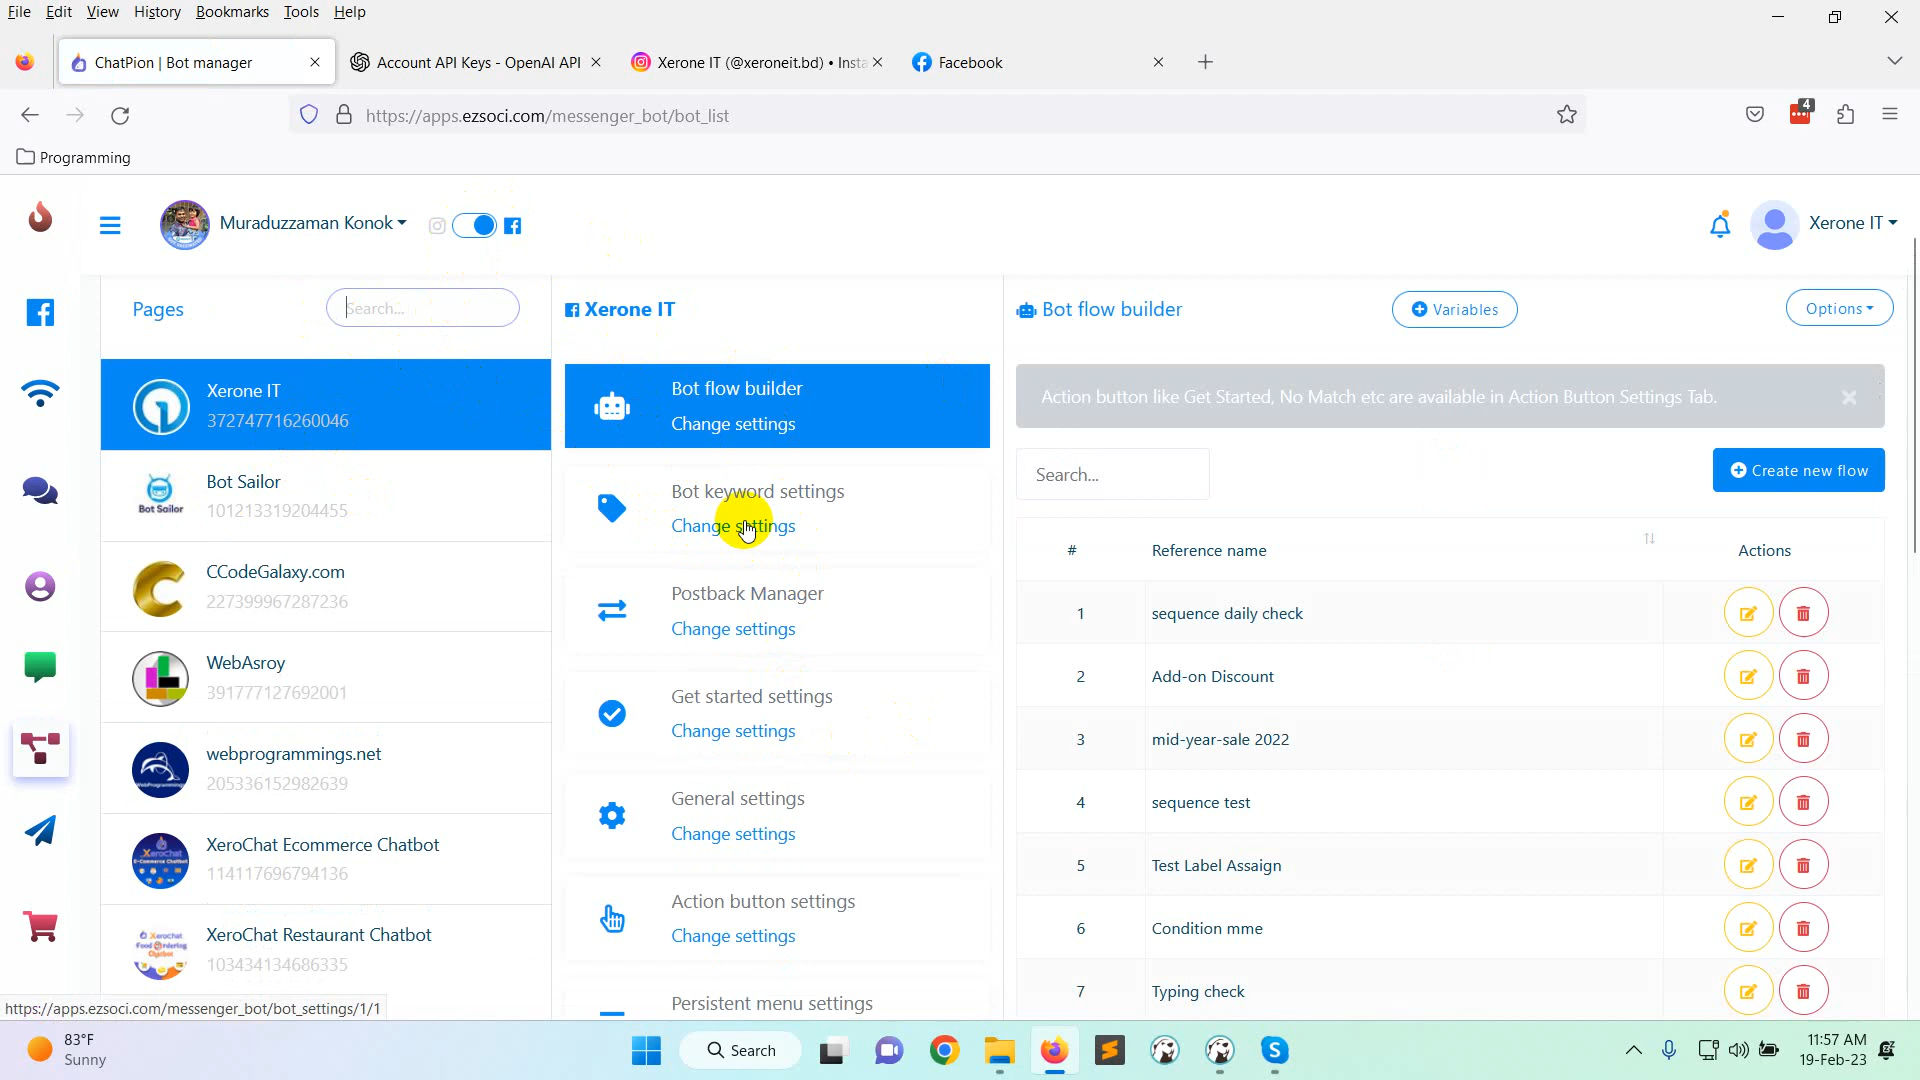 File Edit View History Bookmarks Tools Help
ChatPion | Bot manager
Account API Keys - OpenAI API
Xerone IT (@xeroneit.bd) • Insta
Facebook
https://apps.ezsoci.com/messenger_bot/bot_list
4
Programming
Muraduzzaman Konok
Xerone IT
Pages
Search...
Xerone IT
372747716260046
Bot Sailor
Bot Sailor
101213319204455
CCodeGalaxy.com
227399967287236
WebAsroy
391777127692001
webprogrammings.net
205336152982639
XeroChat Ecommerce Chatbot
114117696794136
XeroChat Restaurant Chatbot
103434134686335
Xerone IT
Bot flow builder
Change settings
Bot keyword settings
Change settings
Postback Manager
Change settings
Get started settings
Change settings
General settings
Change settings
Action button settings
Change settings
Persistent menu settings
Bot flow builder
Variables
Options
Action button like Get Started, No Match etc are available in Action Button Settings Tab.
Search...
Create new flow
# Reference name Actions
1 sequence daily check
2 Add-on Discount
3 mid-year-sale 2022
4 sequence test
5 Test Label Assaign
6 Condition mme
7 Typing check
https://apps.ezsoci.com/messenger_bot/bot_settings/1/1
83°F
Sunny
Search
11:57 AM
19-Feb-23